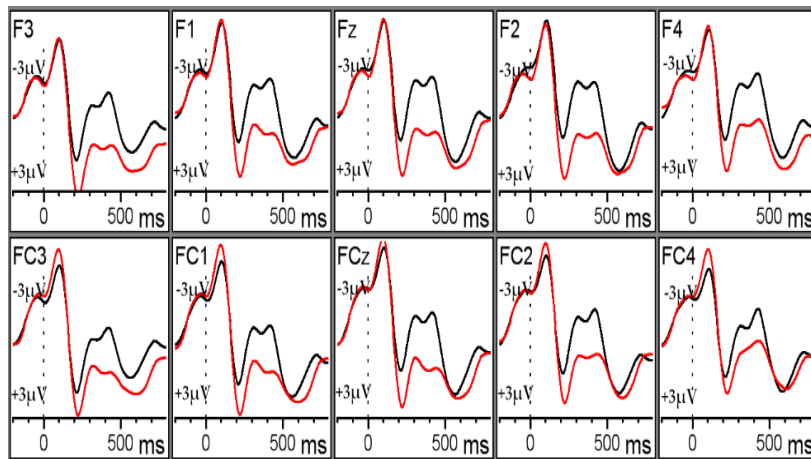 F3 F1 Fz F2 F4
-3µV -3µV -3µV -3µV -3µV
+3µV +3µV +3µV +3µV +3µV
0 500 ms 0 500 ms 0 500 ms 0 500 ms 0 500 ms
FC3 FC1 FCz FC2 FC4
-3µV -3µV -3µV -3µV -3µV
+3µV +3µV +3µV +3µV +3µV
0 500 ms 0 500 ms 0 500 ms 0 500 ms 0 500 ms